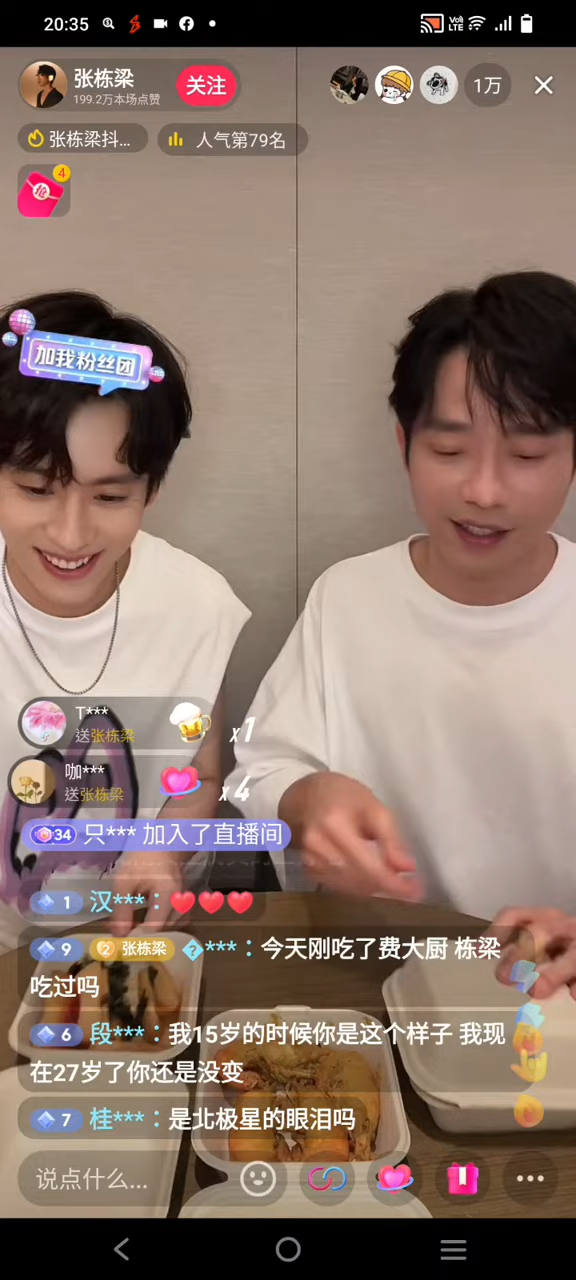 20:35
Voi LTE
张栋梁
199.2万本场点赞
关注
1万
张栋梁抖...
人气第79名
4
加我粉丝团
T***
送张栋梁
x1
咖***
送张栋梁
x4
34 只*** 加入了直播间
1 汉***：❤❤❤
9 2 张栋梁 �***：今天刚吃了费大厨 栋梁
吃过吗
6 段***：我15岁的时候你是这个样子 我现
在27岁了你还是没变
7 桂***：是北极星的眼泪吗
说点什么...